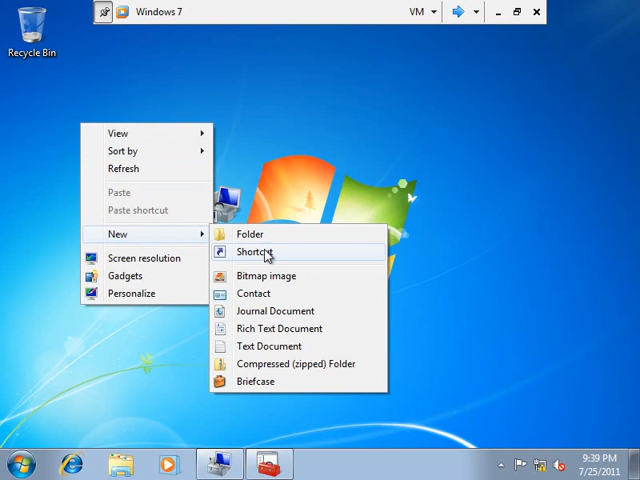 Windows 7
VM
Recycle Bin
View
Sort by
Refresh
Paste
Paste shortcut
New
Screen resolution
Gadgets
Personalize
Folder
Shortcut
Bitmap image
Contact
Journal Document
Rich Text Document
Text Document
Compressed (zipped) Folder
Briefcase
9:39 PM
7/25/2011